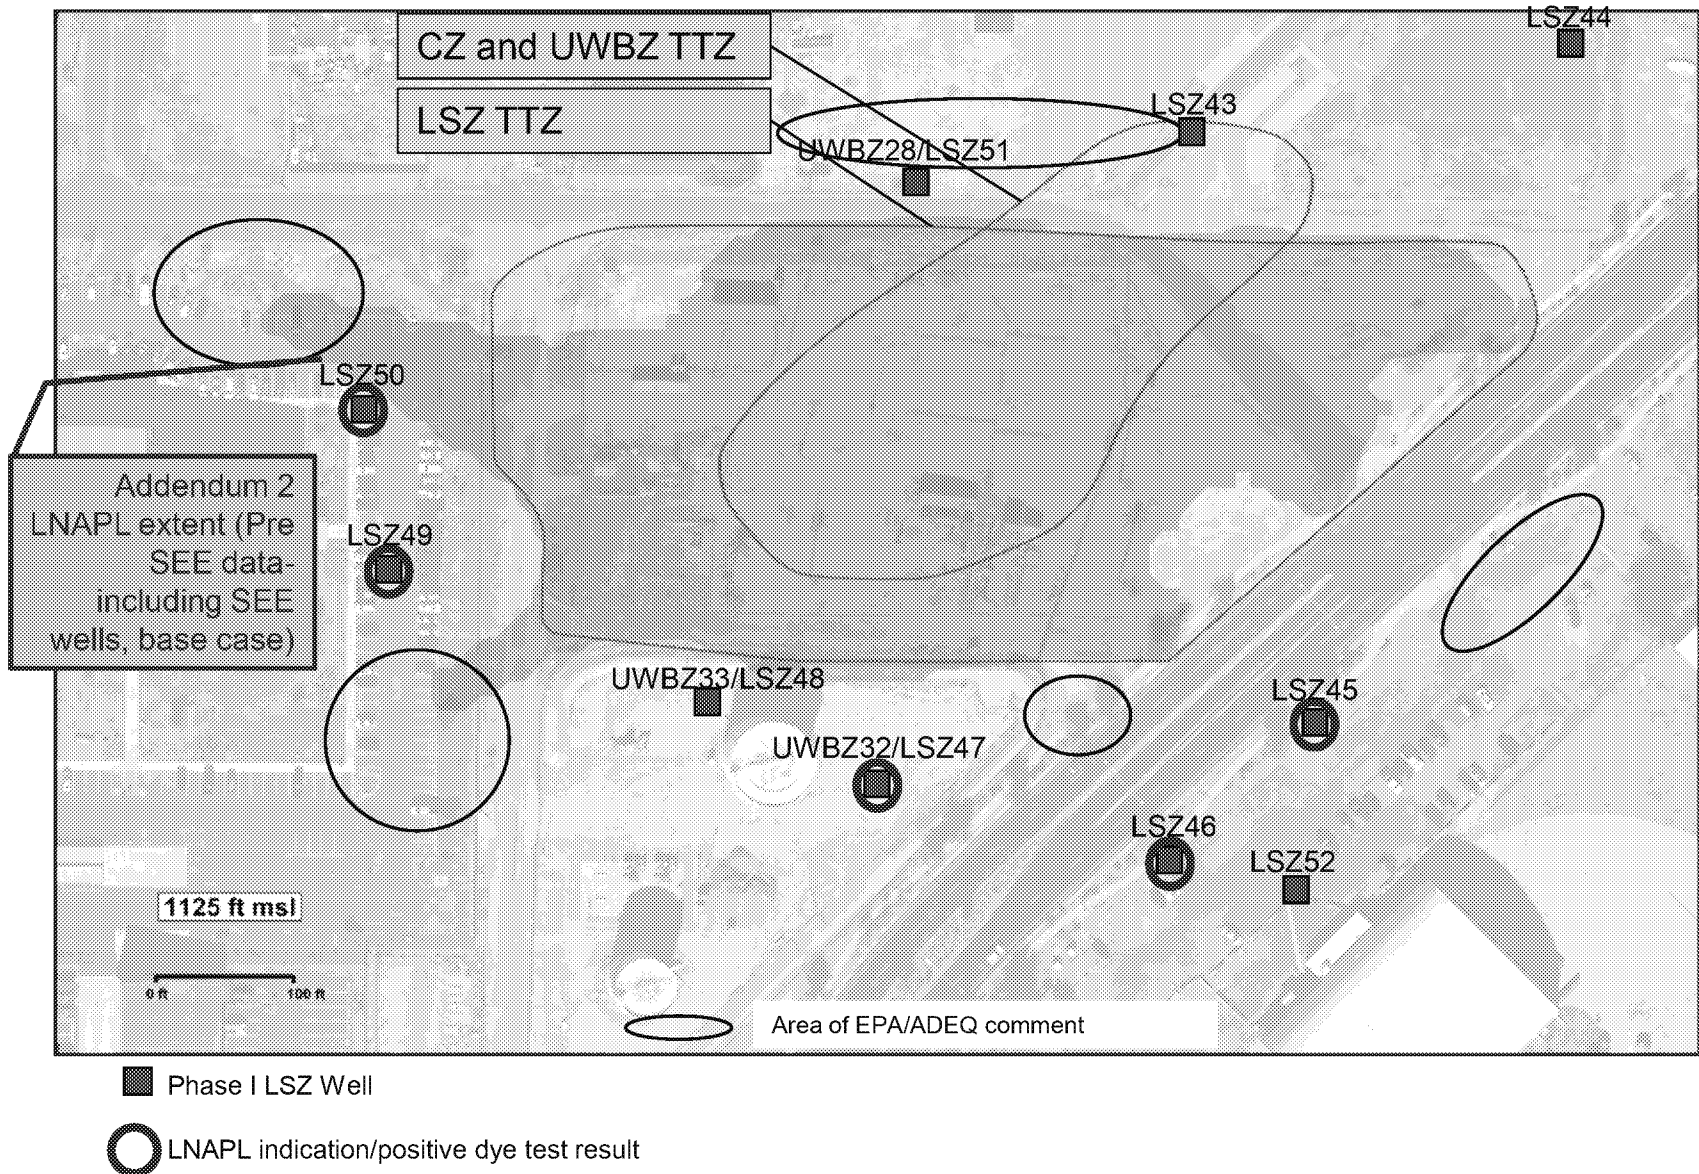 LSZ44
CZ and UWBZ TTZ
LSZ TTZ
LSZ43
UWBZ28/LSZ51
LSZ50
Addendum 2
LNAPL extent (Pre
SEE data-
including SEE
wells, base case)
LSZ49
UWBZ33/LSZ48
LSZ45
UWBZ32/LSZ47
LSZ46
LSZ52
1125 ft msl
0 ft
100 ft
Area of EPA/ADEQ comment
Phase I LSZ Well
LNAPL indication/positive dye test result